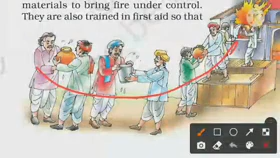 materials to bring fire under control.
They are also trained in first aid so that